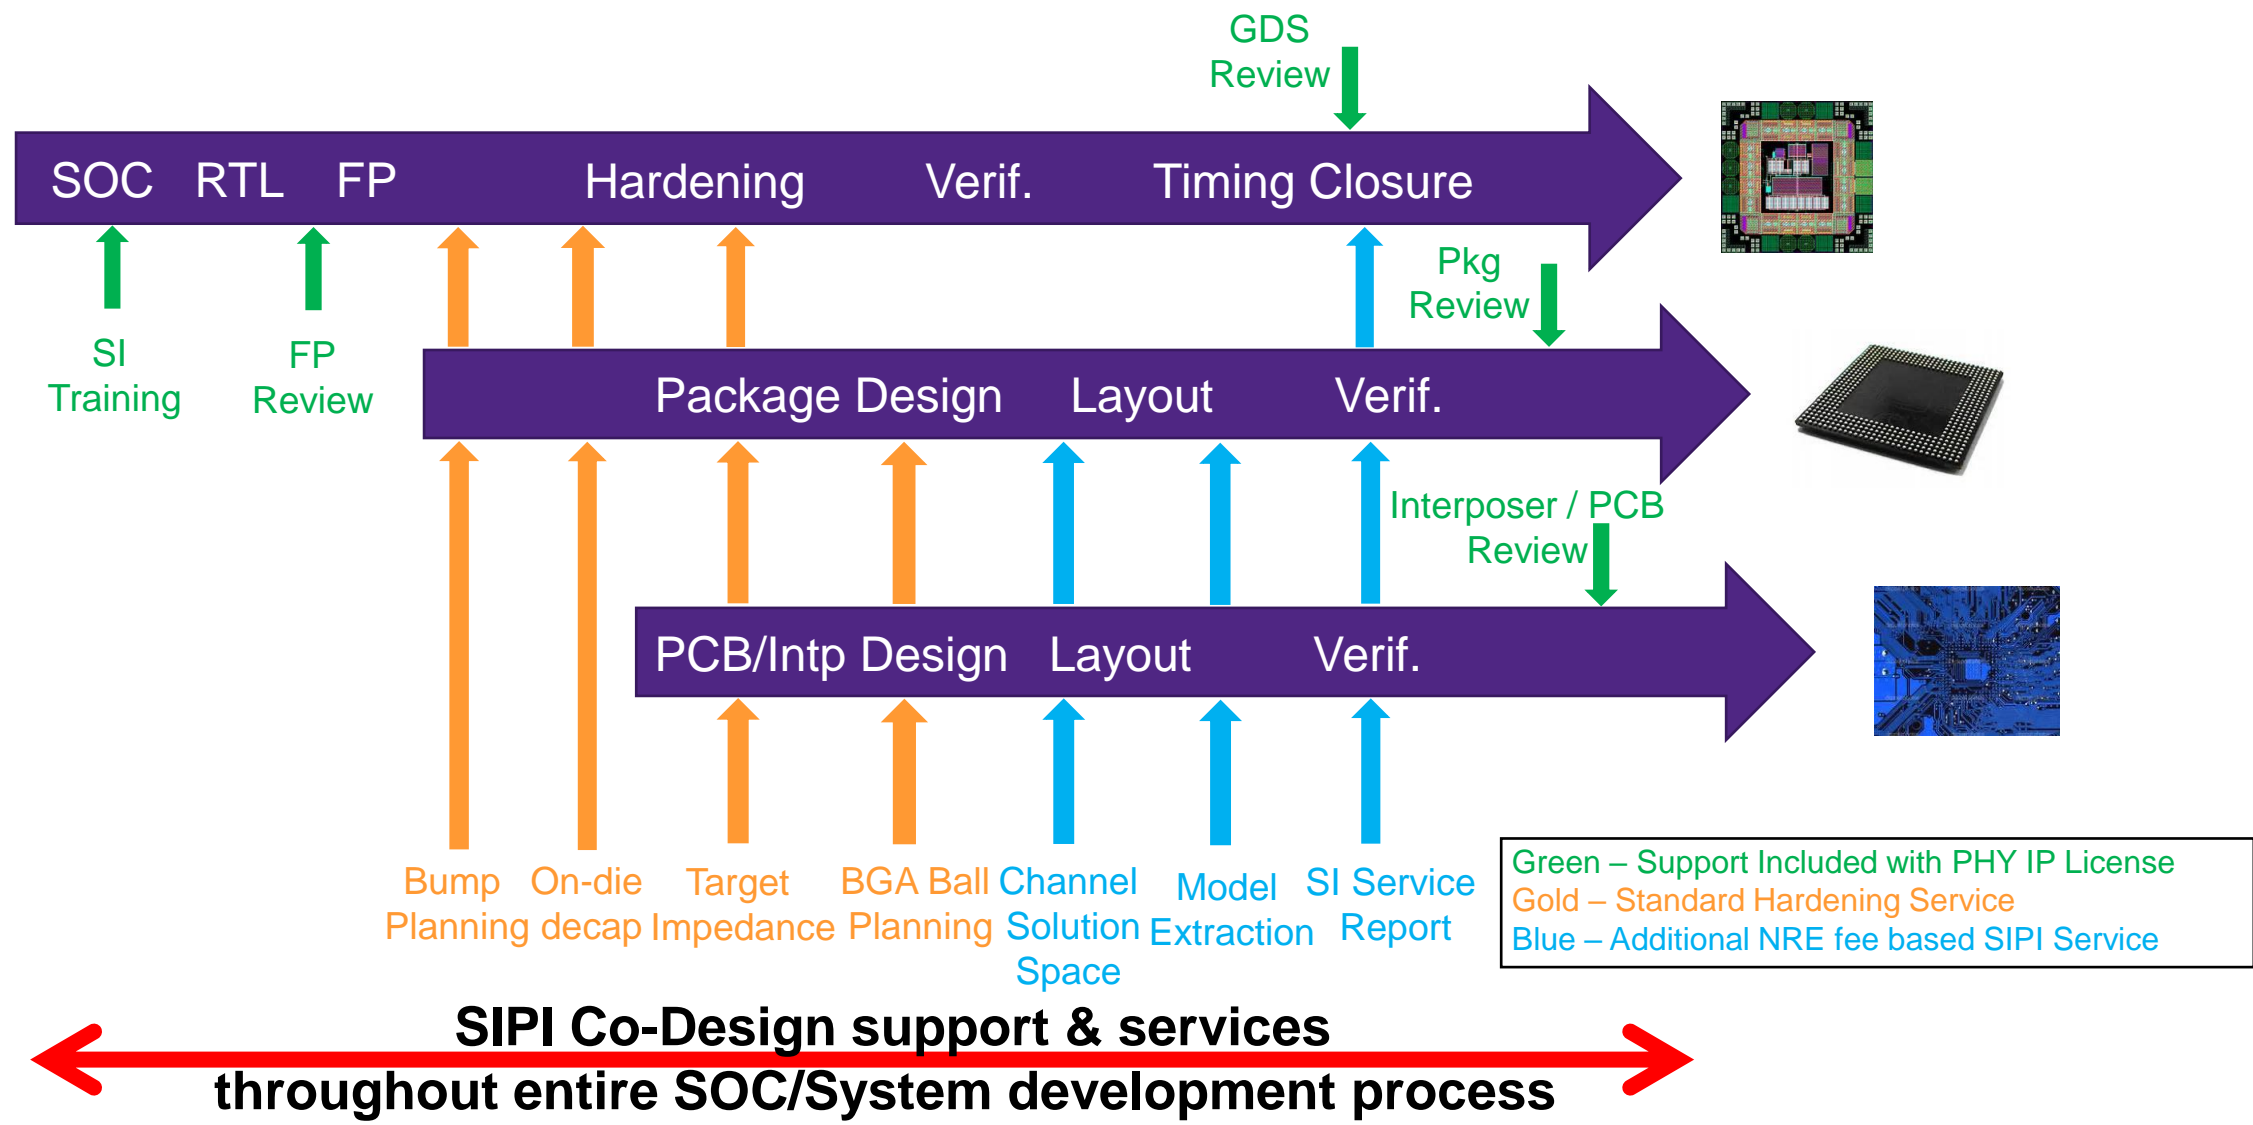 GDS
Review
SOC RTL FP Hardening Verif. Timing Closure
SI
Training
FP
Review
Pkg
Review
Package Design Layout Verif.
Interposer / PCB
Review
PCB/Intp Design Layout Verif.
Bump
Planning
On-die
decap
Target
Impedance
BGA Ball
Planning
Channel
Solution
Space
Model
Extraction
SI Service
Report
Green – Support Included with PHY IP License
Gold – Standard Hardening Service
Blue – Additional NRE fee based SIPI Service
SIPI Co-Design support & services
throughout entire SOC/System development process